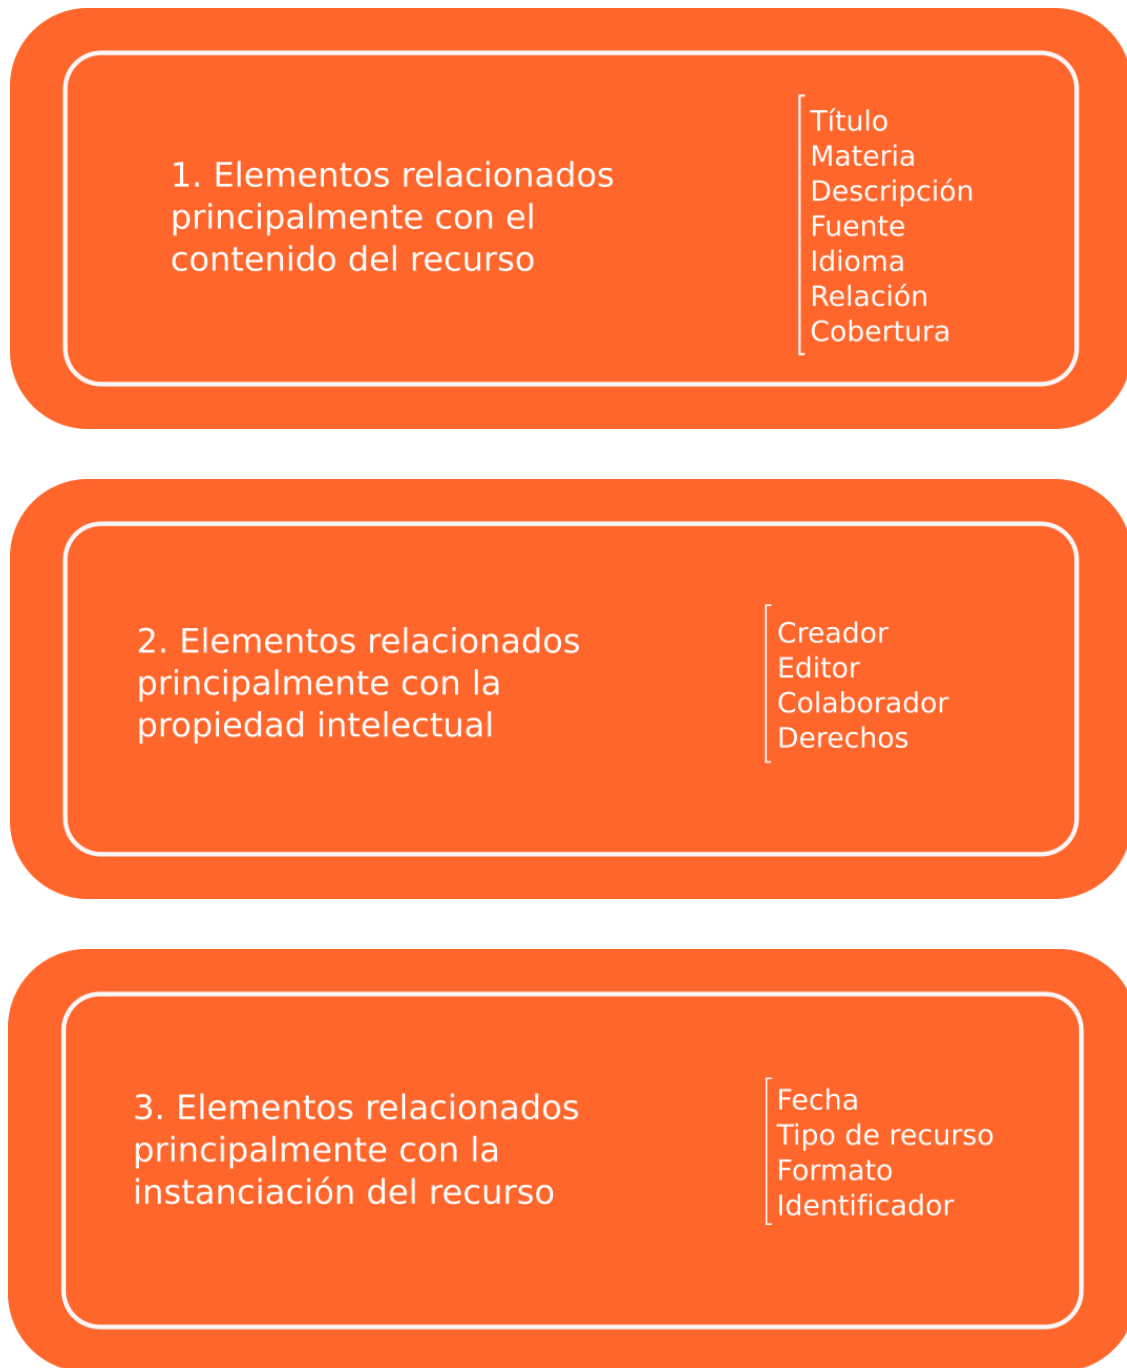 1. Elementos relacionados
principalmente con el
contenido del recurso
Título
Materia
Descripción
Fuente
Idioma
Relación
Cobertura
2. Elementos relacionados
principalmente con la
propiedad intelectual
Creador
Editor
Colaborador
Derechos
3. Elementos relacionados
principalmente con la
instanciación del recurso
Fecha
Tipo de recurso
Formato
Identificador